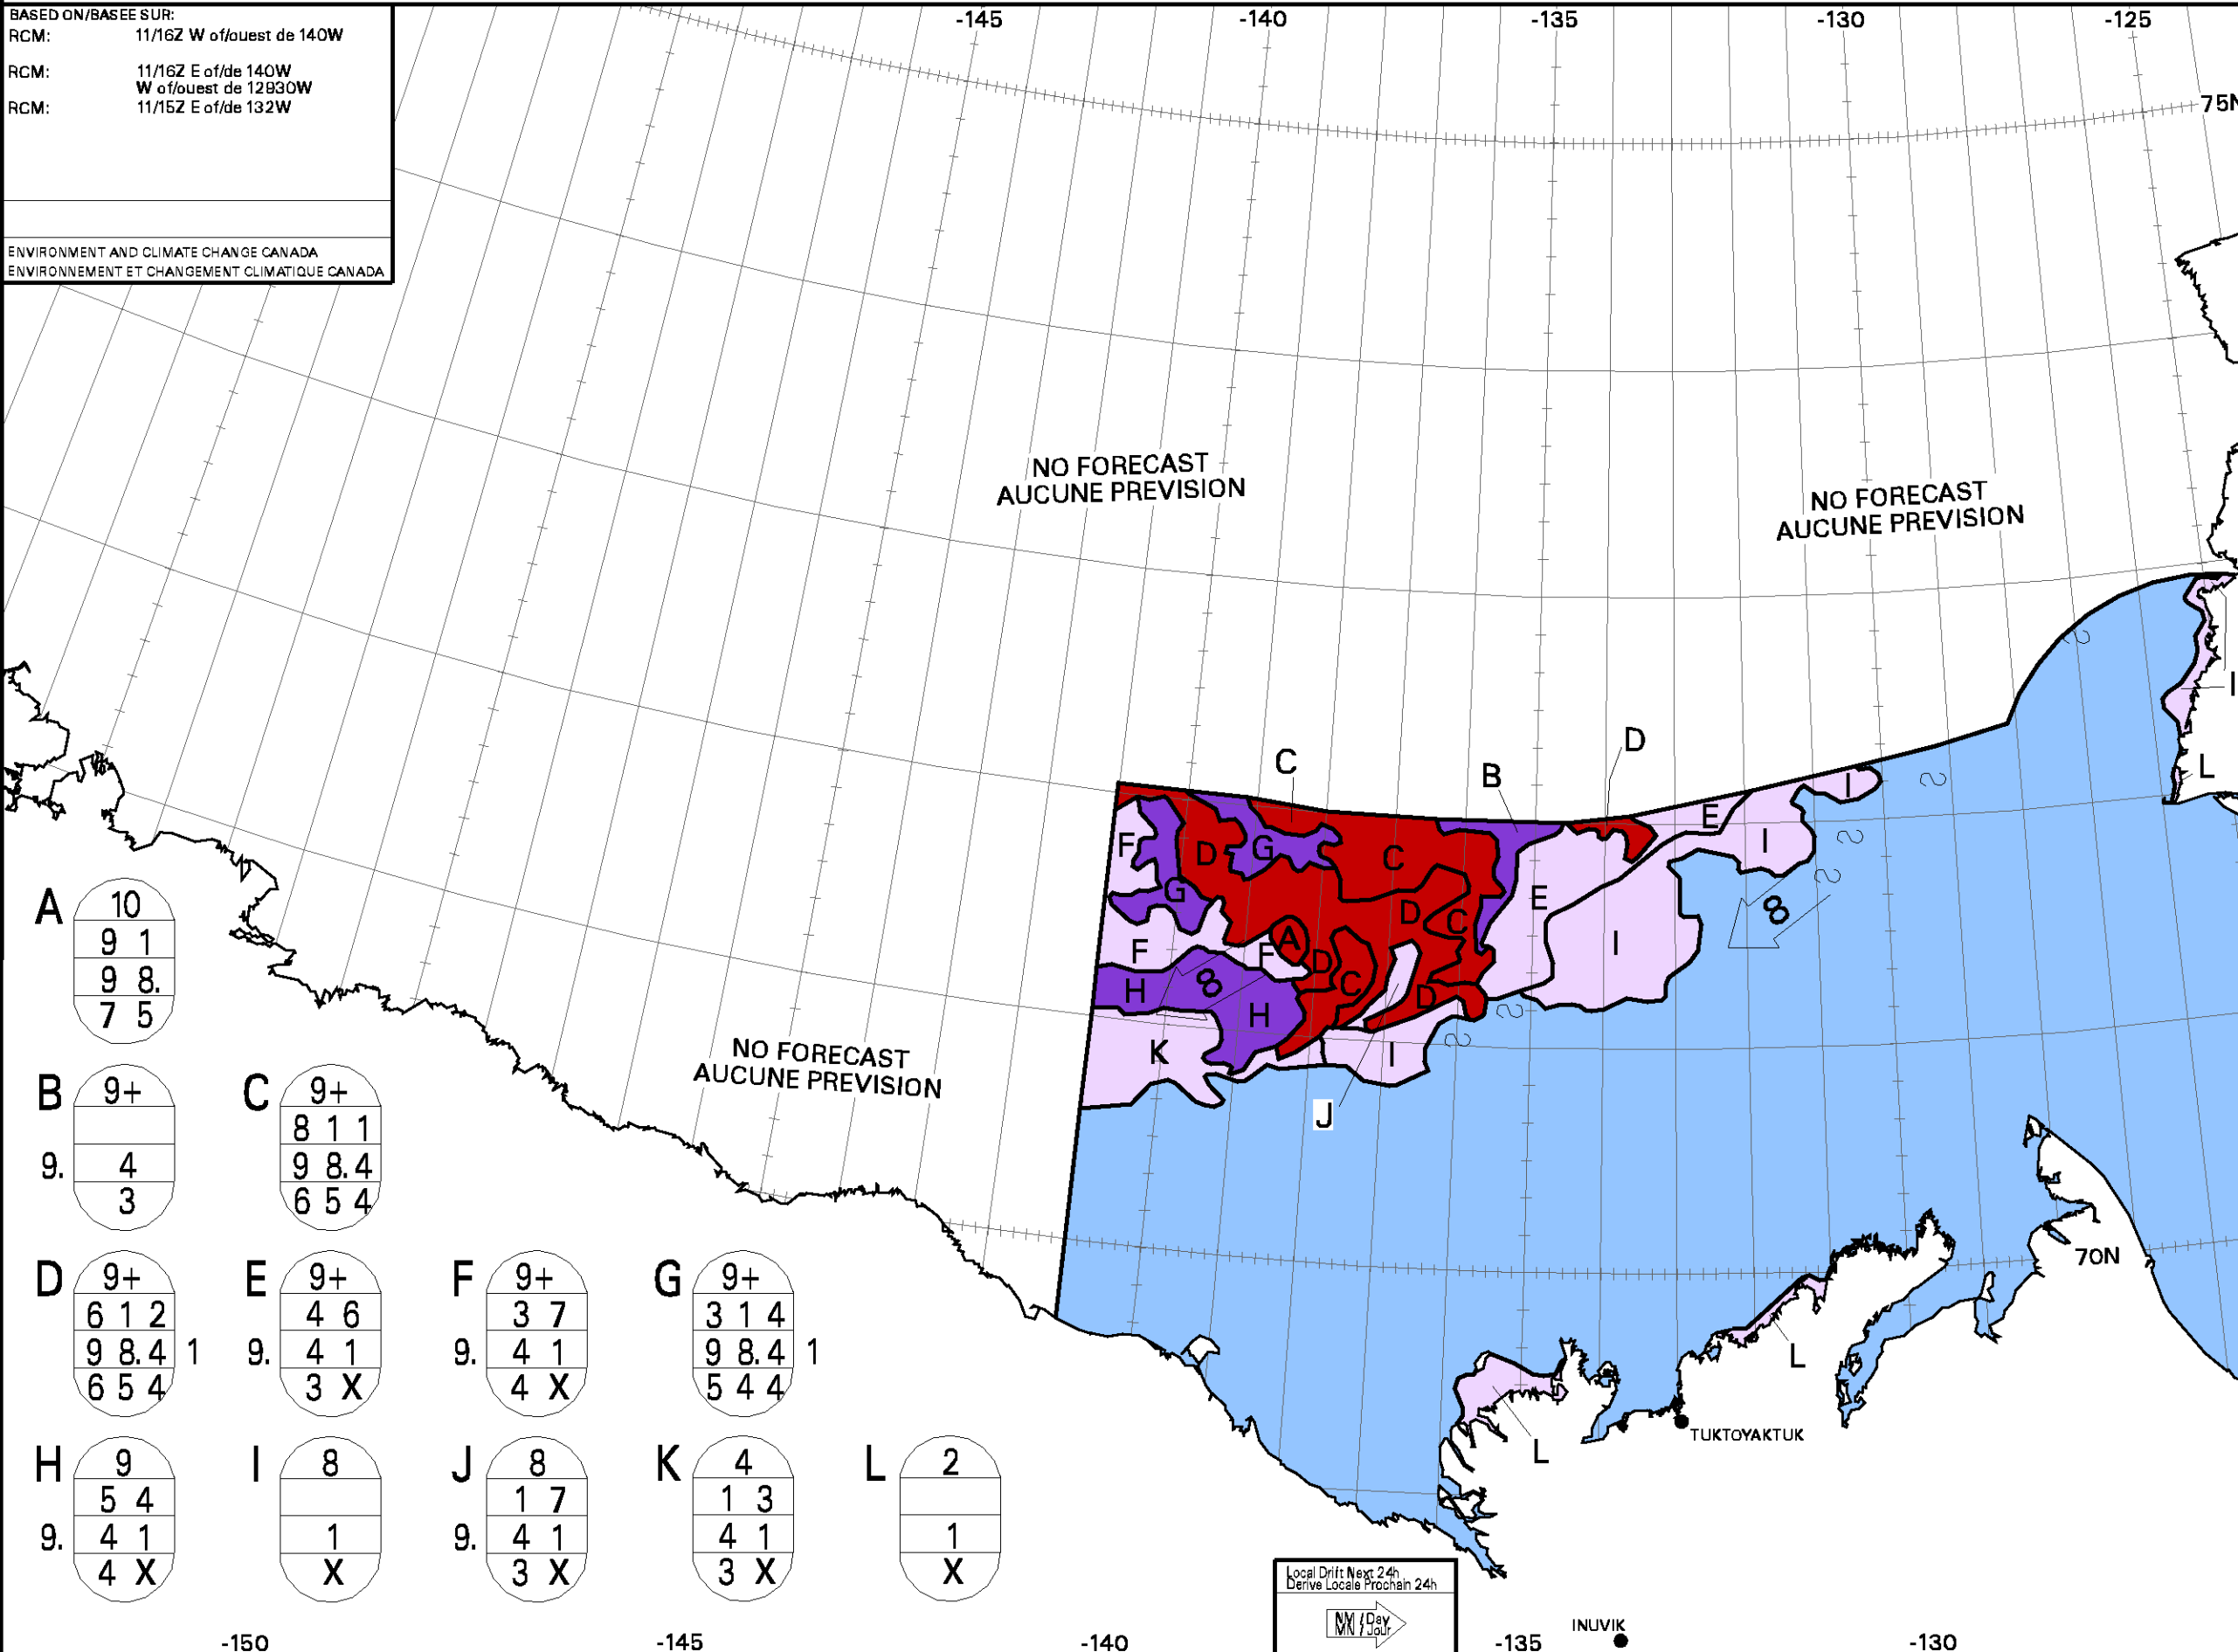 BASED ON/BASEE SUR:
RCM: 11/16Z W of/ouest de 140W
RCM: 11/16Z E of/de 140W
W of/ouest de 12930W
RCM: 11/15Z E of/de 132W
ENVIRONMENT AND CLIMATE CHANGE CANADA
ENVIRONNEMENT ET CHANGEMENT CLIMATIQUE CANADA
-145 -140 -135 -130 -125
75N
NO FORECAST
AUCUNE PREVISION
NO FORECAST
AUCUNE PREVISION
NO FORECAST
AUCUNE PREVISION
C B D
F D G C E I
G D C E I
F F A D C I
H 8 H D 8
K I J
I
L
70N
L
L
TUKTOYAKTUK
A
10
9 1
9 8.
7 5
B
9+
9. 4
3
C
9+
8 1 1
9 8. 4
6 5 4
D
9+
6 1 2
9 8. 4 1
6 5 4
E
9+
4 6
9. 4 1
3 X
F
9+
3 7
9. 4 1
4 X
G
9+
3 1 4
9 8. 4 1
5 4 4
H
9
5 4
9. 4 1
4 X
I
8
1
X
J
8
1 7
9. 4 1
3 X
K
4
1 3
4 1
3 X
L
2
1
X
Local Drift Next 24h
Derive Locale Prochain 24h
NM / Day
MN / Jour
INUVIK
-150 -145 -140 -135 -130